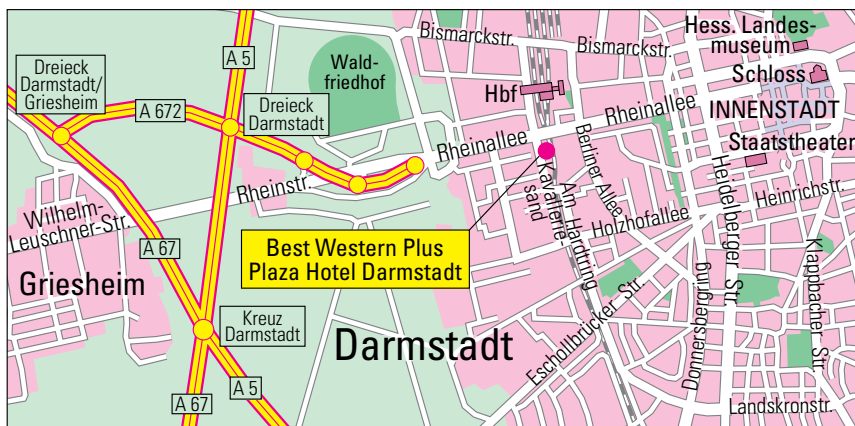 Bismarckstr.
Bismarckstr.
Hess. Landes-
museum
Schloss
INNENSTADT
Staatstheater
A 5
Wald-
friedhof
Hbf
Dreieck
Darmstadt/
Griesheim
A 672
Dreieck
Darmstadt
Rheinallee
Rheinallee
Rheinstr.
Berliner Allee
Kavallerie-
sand
Am Hardtring
Holzhofallee
Heinrichstr.
Heidelberger Str.
Wilhelm-
Leuschner-Str.
A 67
Griesheim
Best Western Plus
Plaza Hotel Darmstadt
Kreuz
Darmstadt
Darmstadt
Eschollbrücker Str.
Donnersbergring
Klappbacher Str.
Landskronstr.
A 5
A 67